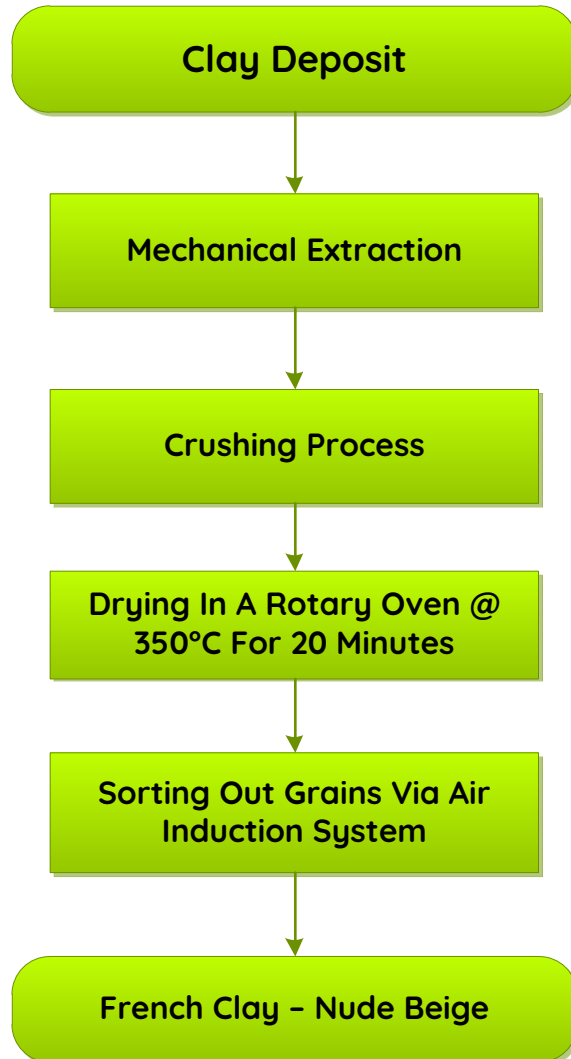 Clay Deposit
Mechanical Extraction
Crushing Process
Drying In A Rotary Oven @
350°C For 20 Minutes
Sorting Out Grains Via Air
Induction System
French Clay – Nude Beige